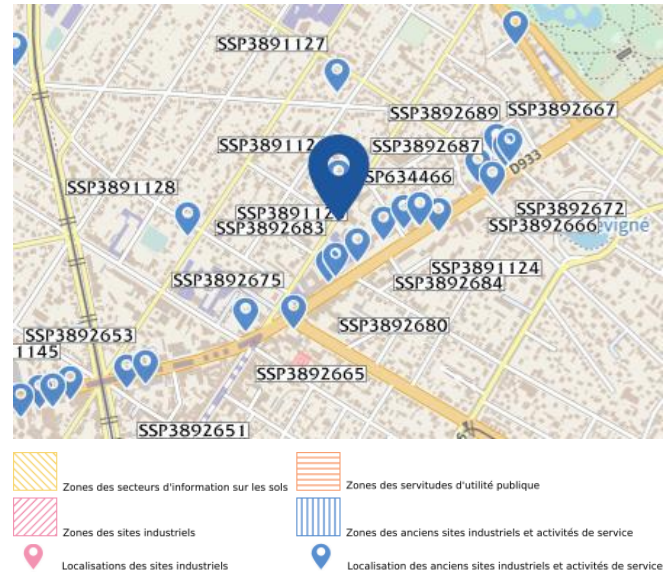 SSP3891127
SSP3892689
SSP3892667
SSP389112
SSP3892687
SP634466
D933
SSP3891128
SSP389112
SSP3892683
SSP3892672
SSP3892666
vigné
SSP3892675
SSP3891124
SSP3892684
SSP3892653
SSP3892680
1145
SSP3892665
SSP3892651
Zones des secteurs d'information sur les sols
Zones des servitudes d'utilité publique
Zones des sites industriels
Zones des anciens sites industriels et activités de service
Localisations des sites industriels
Localisation des anciens sites industriels et activités de service